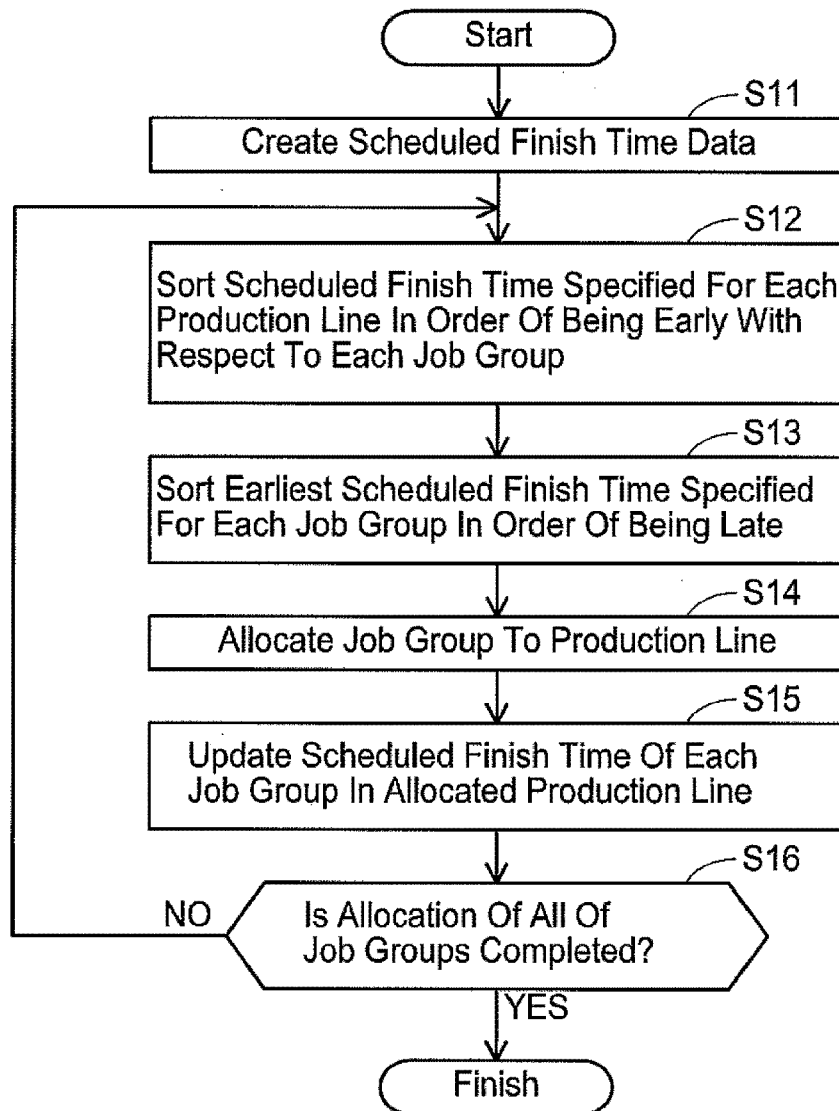 Start
S11
Create Scheduled Finish Time Data
S12
Sort Scheduled Finish Time Specified For Each
Production Line In Order Of Being Early With
Respect To Each Job Group
S13
Sort Earliest Scheduled Finish Time Specified
For Each Job Group In Order Of Being Late
S14
Allocate Job Group To Production Line
S15
Update Scheduled Finish Time Of Each
Job Group In Allocated Production Line
S16
NO
Is Allocation Of All Of
Job Groups Completed?
YES
Finish